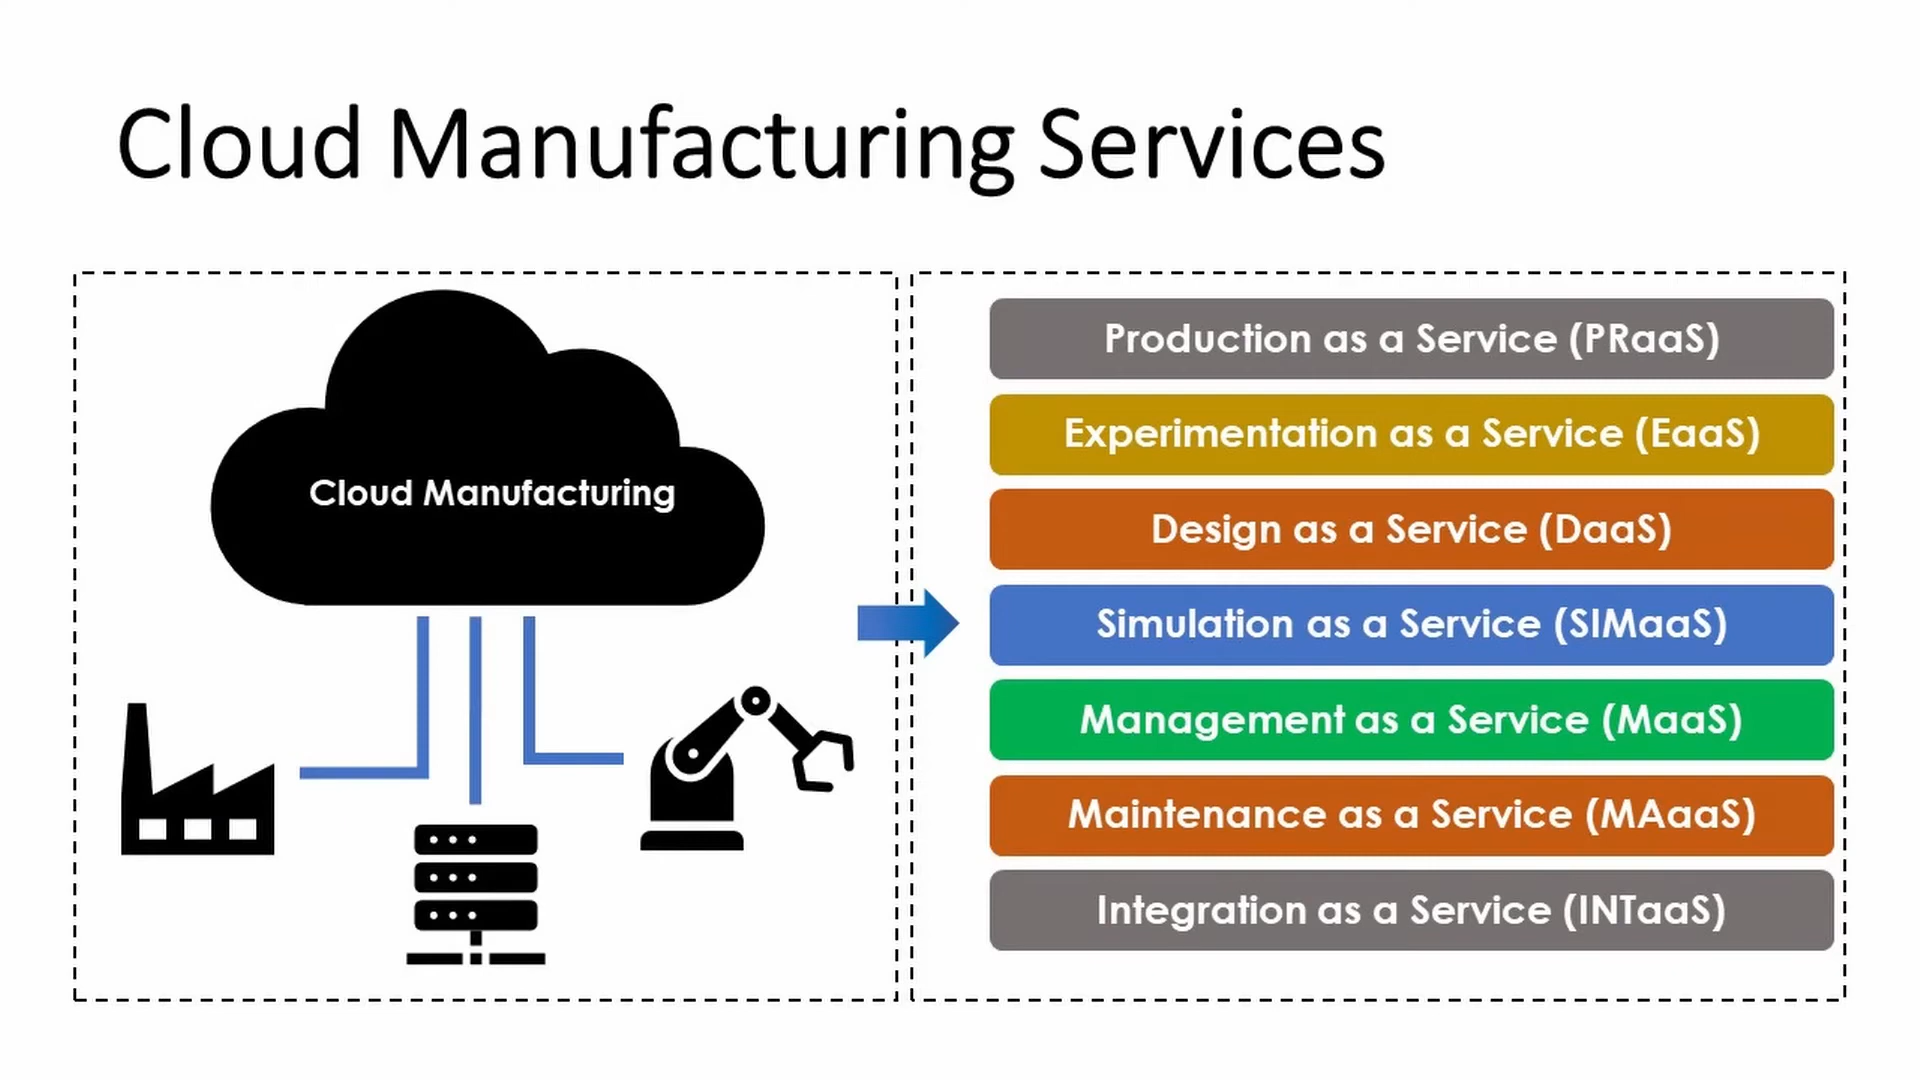 Cloud Manufacturing Services
Cloud Manufacturing
Production as a Service (PRaaS)
Experimentation as a Service (EaaS)
Design as a Service (DaaS)
Simulation as a Service (SIMaaS)
Management as a Service (MaaS)
Maintenance as a Service (MAaaS)
Integration as a Service (INTaaS)